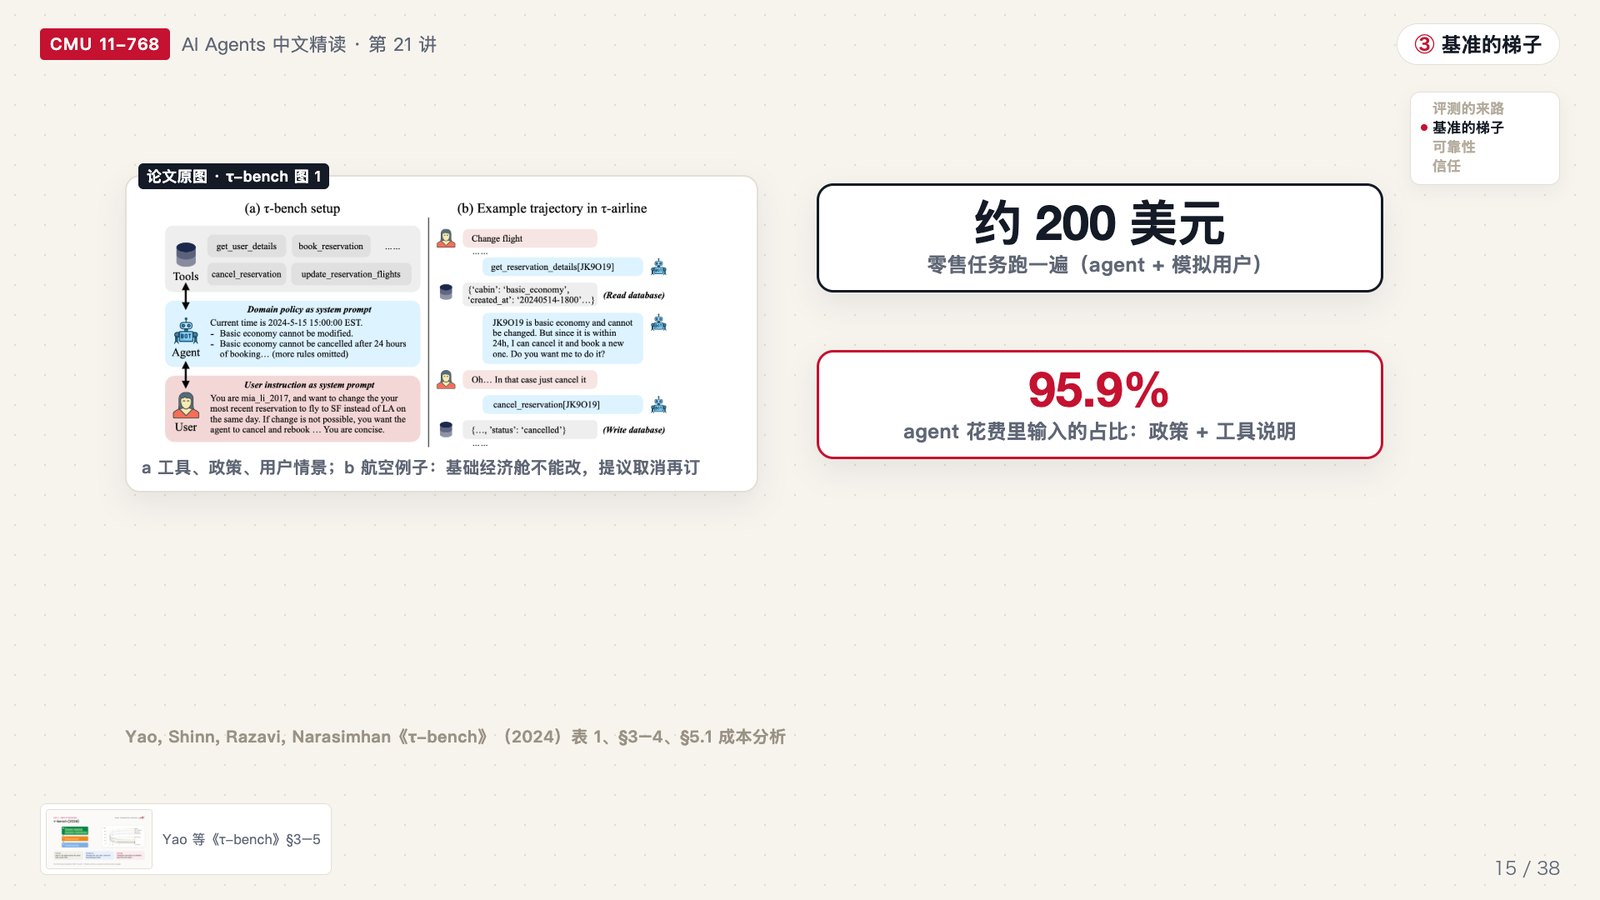 CMU 11-768
AI Agents 中文精读 · 第 21 讲
③ 基准的梯子
评测的来路
基准的梯子
可靠性
信任
论文原图 · τ-bench 图 1
(a) τ-bench setup
get_user_details
book_reservation
......
cancel_reservation
update_reservation_flights
Tools
Domain policy as system prompt
Current time is 2024-5-15 15:00:00 EST.
- Basic economy cannot be modified.
- Basic economy cannot be cancelled after 24 hours
of booking… (more rules omitted)
Agent
User instruction as system prompt
You are mia_li_2017, and want to change the your
most recent reservation to fly to SF instead of LA on
the same day. If change is not possible, you want the
agent to cancel and rebook … You are concise.
User
(b) Example trajectory in τ-airline
Change flight
......
get_reservation_details[JK9O19]
{'cabin': 'basic_economy',
'created_at': '20240514-1800'…}
(Read database)
JK9O19 is basic economy and cannot
be changed. But since it is within
24h, I can cancel it and book a new
one. Do you want me to do it?
Oh… In that case just cancel it
cancel_reservation[JK9O19]
{…, 'status': 'cancelled'}
(Write database)
......
a 工具、政策、用户情景；b 航空例子：基础经济舱不能改，提议取消再订
约 200 美元
零售任务跑一遍（agent + 模拟用户）
95.9%
agent 花费里输入的占比：政策 + 工具说明
Yao, Shinn, Razavi, Narasimhan《τ-bench》（2024）表 1、§3–4、§5.1 成本分析
Yao 等《τ-bench》§3–5
15 / 38